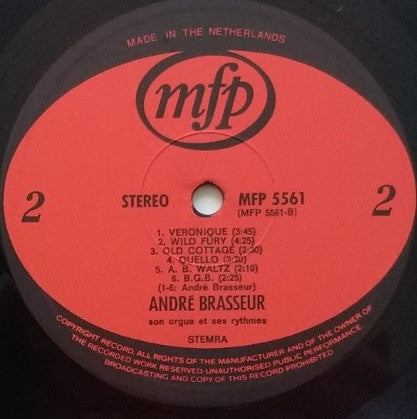 MADE IN THE NETHERLANDS
mfp
2
2
STEREO
MFP 5561
(MFP 5561-B)
1. VERONIQUE (3:45)
2. WILD FURY (4:25)
3. OLD COTTAGE (2:20)
4. QUELLO (3:20)
5. A. B. WALTZ (2:10)
6. B.G.B. (2:25)
(1-6: André Brasseur)
ANDRÉ BRASSEUR
son orgue et ses rythmes
STEMRA
COPYRIGHT RECORD. ALL RIGHTS OF THE MANUFACTURER AND OF THE OWNER OF
THE RECORDED WORK RESERVED UNAUTHORISED PUBLIC PERFORMANCE.
BROADCASTING AND COPY OF THIS RECORD PROHIBITED